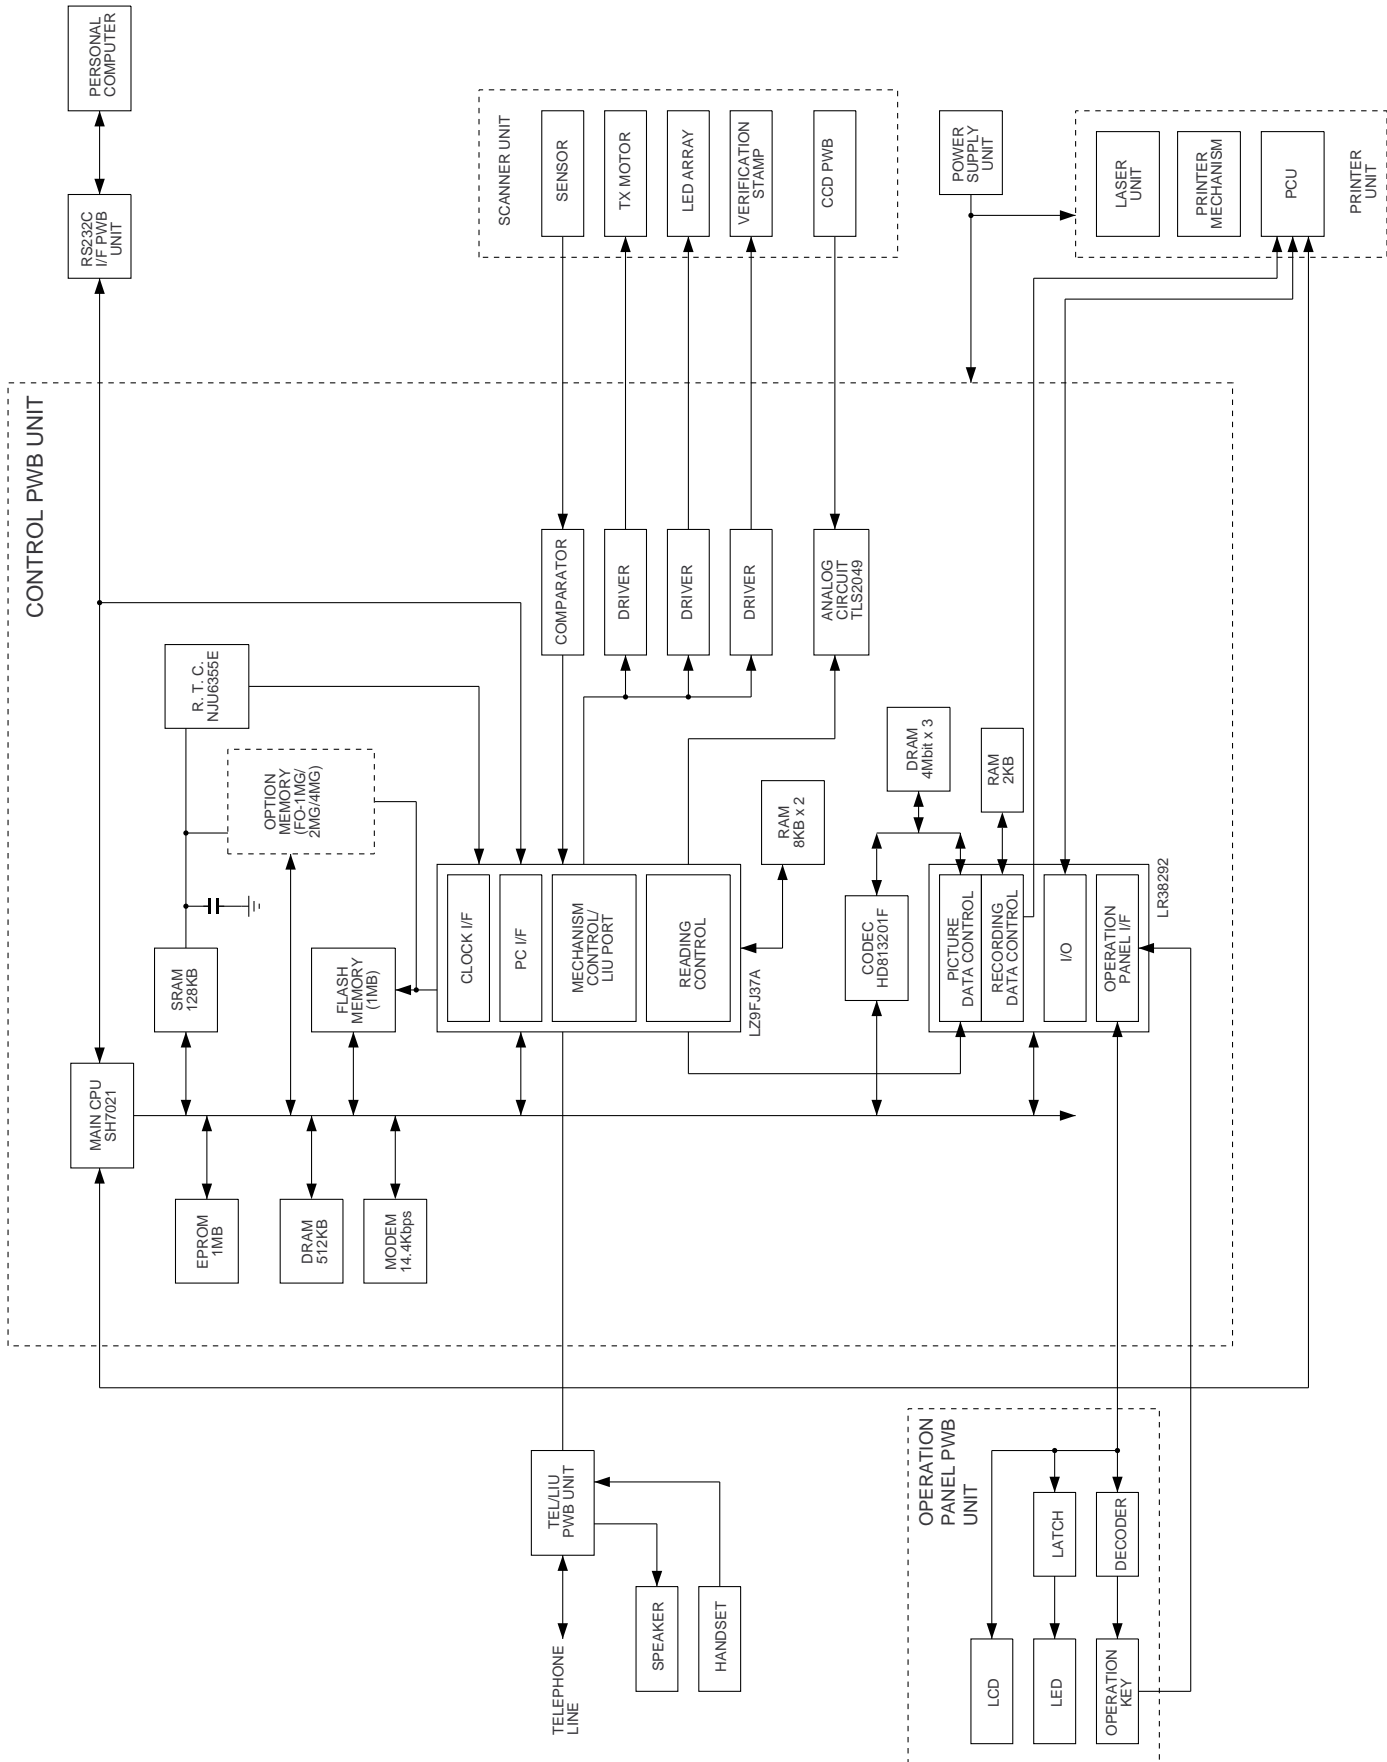 PERSONAL
COMPUTER
RS232C
I/F PWB
UNIT
CONTROL PWB UNIT
MAIN CPU
SH7021
EPROM
1MB
SRAM
128KB
R. T. C.
NJU6355E
OPTION
MEMORY
(FO-1MG/
2MG/4MG)
DRAM
512KB
FLASH
MEMORY
(1MB)
MODEM
14.4Kbps
CLOCK I/F
PC I/F
MECHANISM
CONTROL/
LIU PORT
READING
CONTROL
LZ9FJ37A
RAM
8KB x 2
COMPARATOR
DRIVER
DRIVER
DRIVER
ANALOG
CIRCUIT
TLS2049
SCANNER UNIT
SENSOR
TX MOTOR
LED ARRAY
VERIFICATION
STAMP
CCD PWB
TELEPHONE
LINE
TEL/LIU
PWB UNIT
SPEAKER
HANDSET
CODEC
HD813201F
DRAM
4Mbit x 3
RAM
2KB
PICTURE
DATA CONTROL
RECORDING
DATA CONTROL
I/O
OPERATION
PANEL I/F
LR38292
POWER
SUPPLY
UNIT
LASER
UNIT
PRINTER
MECHANISM
PCU
PRINTER
UNIT
OPERATION
PANEL PWB
UNIT
LCD
LATCH
LED
DECODER
OPERATION
KEY